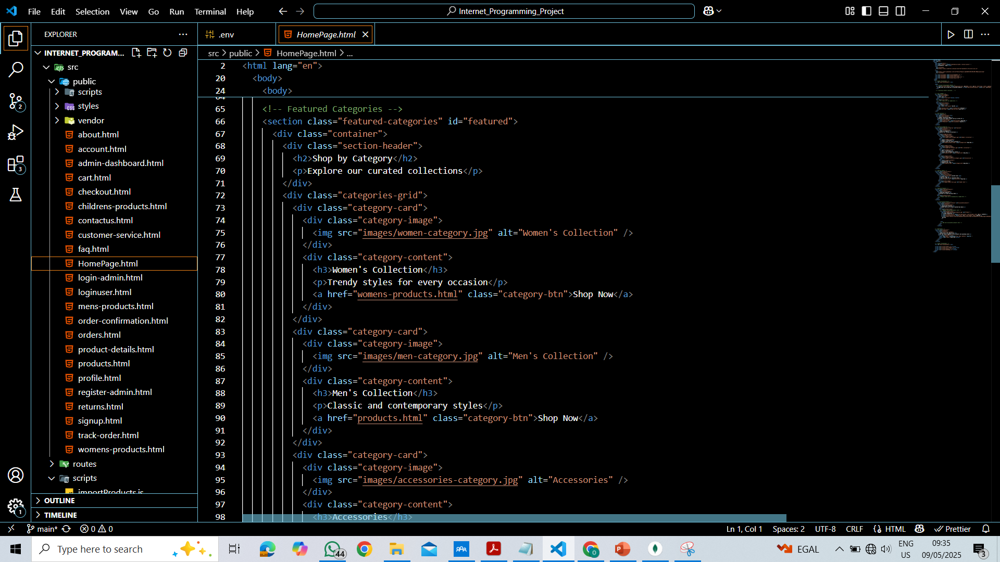 File Edit Selection View Go Run Terminal Help
Internet_Programming_Project
EXPLORER
.env
HomePage.html
INTERNET_PROGRAM...
src > public > HomePage.html > ...
src
public
scripts
styles
vendor
about.html
account.html
admin-dashboard.html
cart.html
checkout.html
childrens-products.html
contactus.html
customer-service.html
faq.html
HomePage.html
login-admin.html
loginuser.html
mens-products.html
order-confirmation.html
orders.html
product-details.html
products.html
profile.html
register-admin.html
returns.html
signup.html
track-order.html
womens-products.html
routes
scripts
importProducts.js
OUTLINE
TIMELINE
2
3
1
2 <html lang="en">
20 <body>
24 <body>
64
65 <!-- Featured Categories -->
66 <section class="featured-categories" id="featured">
67 <div class="container">
68 <div class="section-header">
69 <h2>Shop by Category</h2>
70 <p>Explore our curated collections</p>
71 </div>
72 <div class="categories-grid">
73 <div class="category-card">
74 <div class="category-image">
75 <img src="images/women-category.jpg" alt="Women's Collection" />
76 </div>
77 <div class="category-content">
78 <h3>Women's Collection</h3>
79 <p>Trendy styles for every occasion</p>
80 <a href="womens-products.html" class="category-btn">Shop Now</a>
81 </div>
82 </div>
83 <div class="category-card">
84 <div class="category-image">
85 <img src="images/men-category.jpg" alt="Men's Collection" />
86 </div>
87 <div class="category-content">
88 <h3>Men's Collection</h3>
89 <p>Classic and contemporary styles</p>
90 <a href="products.html" class="category-btn">Shop Now</a>
91 </div>
92 </div>
93 <div class="category-card">
94 <div class="category-image">
95 <img src="images/accessories-category.jpg" alt="Accessories" />
96 </div>
97 <div class="category-content">
98 <h3>Accessories</h3>
main* 0 0
Ln 1, Col 1 Spaces: 2 UTF-8 CRLF HTML Prettier
Type here to search
44
EGAL
ENG
US
09:35
09/05/2025
3